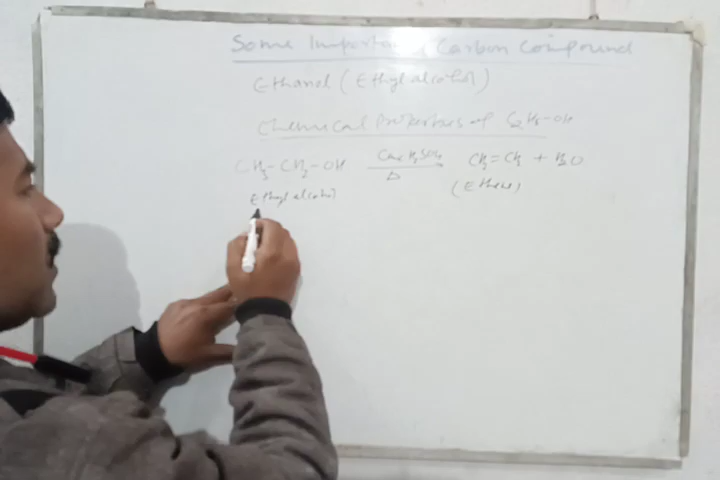 Some Important Carbon Compound
Ethanol (Ethyl alcohol)
Chemical properties of C2H5-OH
CH3-CH2-OH Conc H2SO4 Δ CH2=CH2 + H2O
Ethyl alcohol (Ethene)